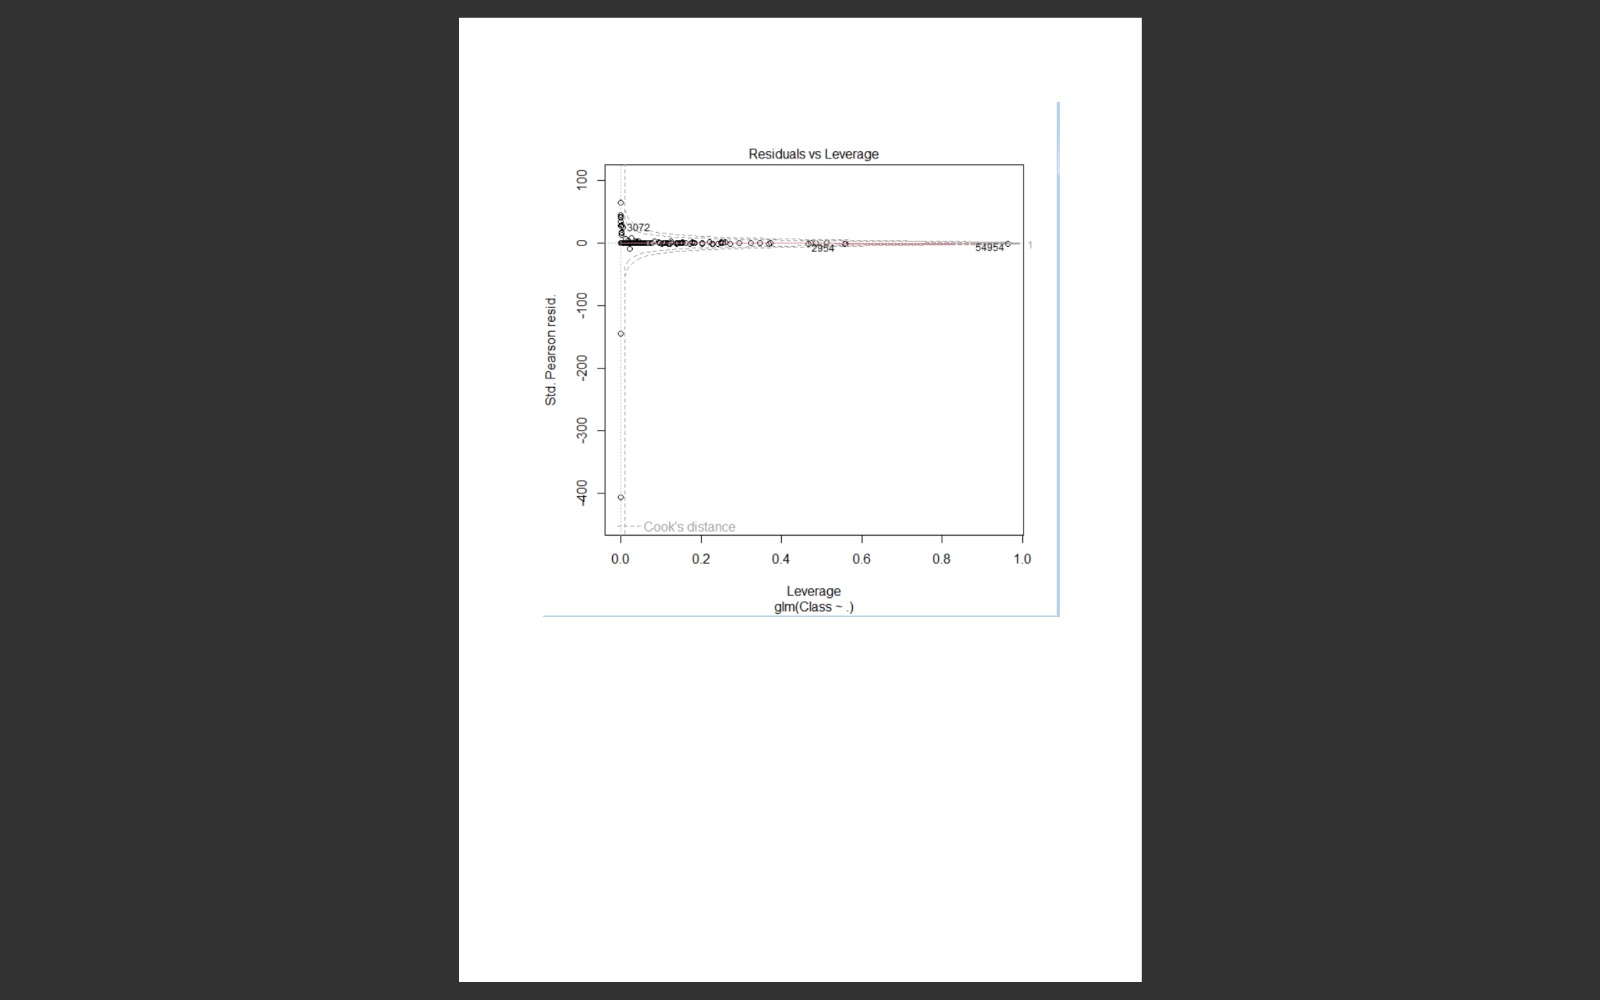 Residuals vs Leverage
100
0
-100
-200
-300
-400
Std. Pearson resid.
3072
2954
54954
1
Cook's distance
0.0 0.2 0.4 0.6 0.8 1.0
Leverage
glm(Class ~ .)